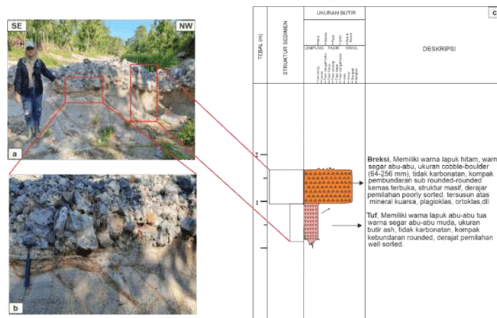 SE
NW
a
b
c
TEBAL (m)
STRUKTUR SEDIMEN
UKURAN BUTIR
LEMPUNG
PASIR
DESKRIPSI
2
1
Breksi, Memiliki warna lapuk hitam, warna
segar abu-abu, ukuran cobble-boulder
(64-256 mm), tidak karbonatan, kompak
pembundaran sub rounded-rounded
kemas terbuka, struktur masif, derajar
pemilahan poorly sorted. tersusun atas
mineral kuarsa, plagioklas, ortoklas,dll
Tuf, Memiliki warna lapuk abu-abu tua
warna segar abu-abu muda, ukuran
butir ash, tidak karbonatan, kompak
kebundaran rounded, derajat pemilahan
well sorted.